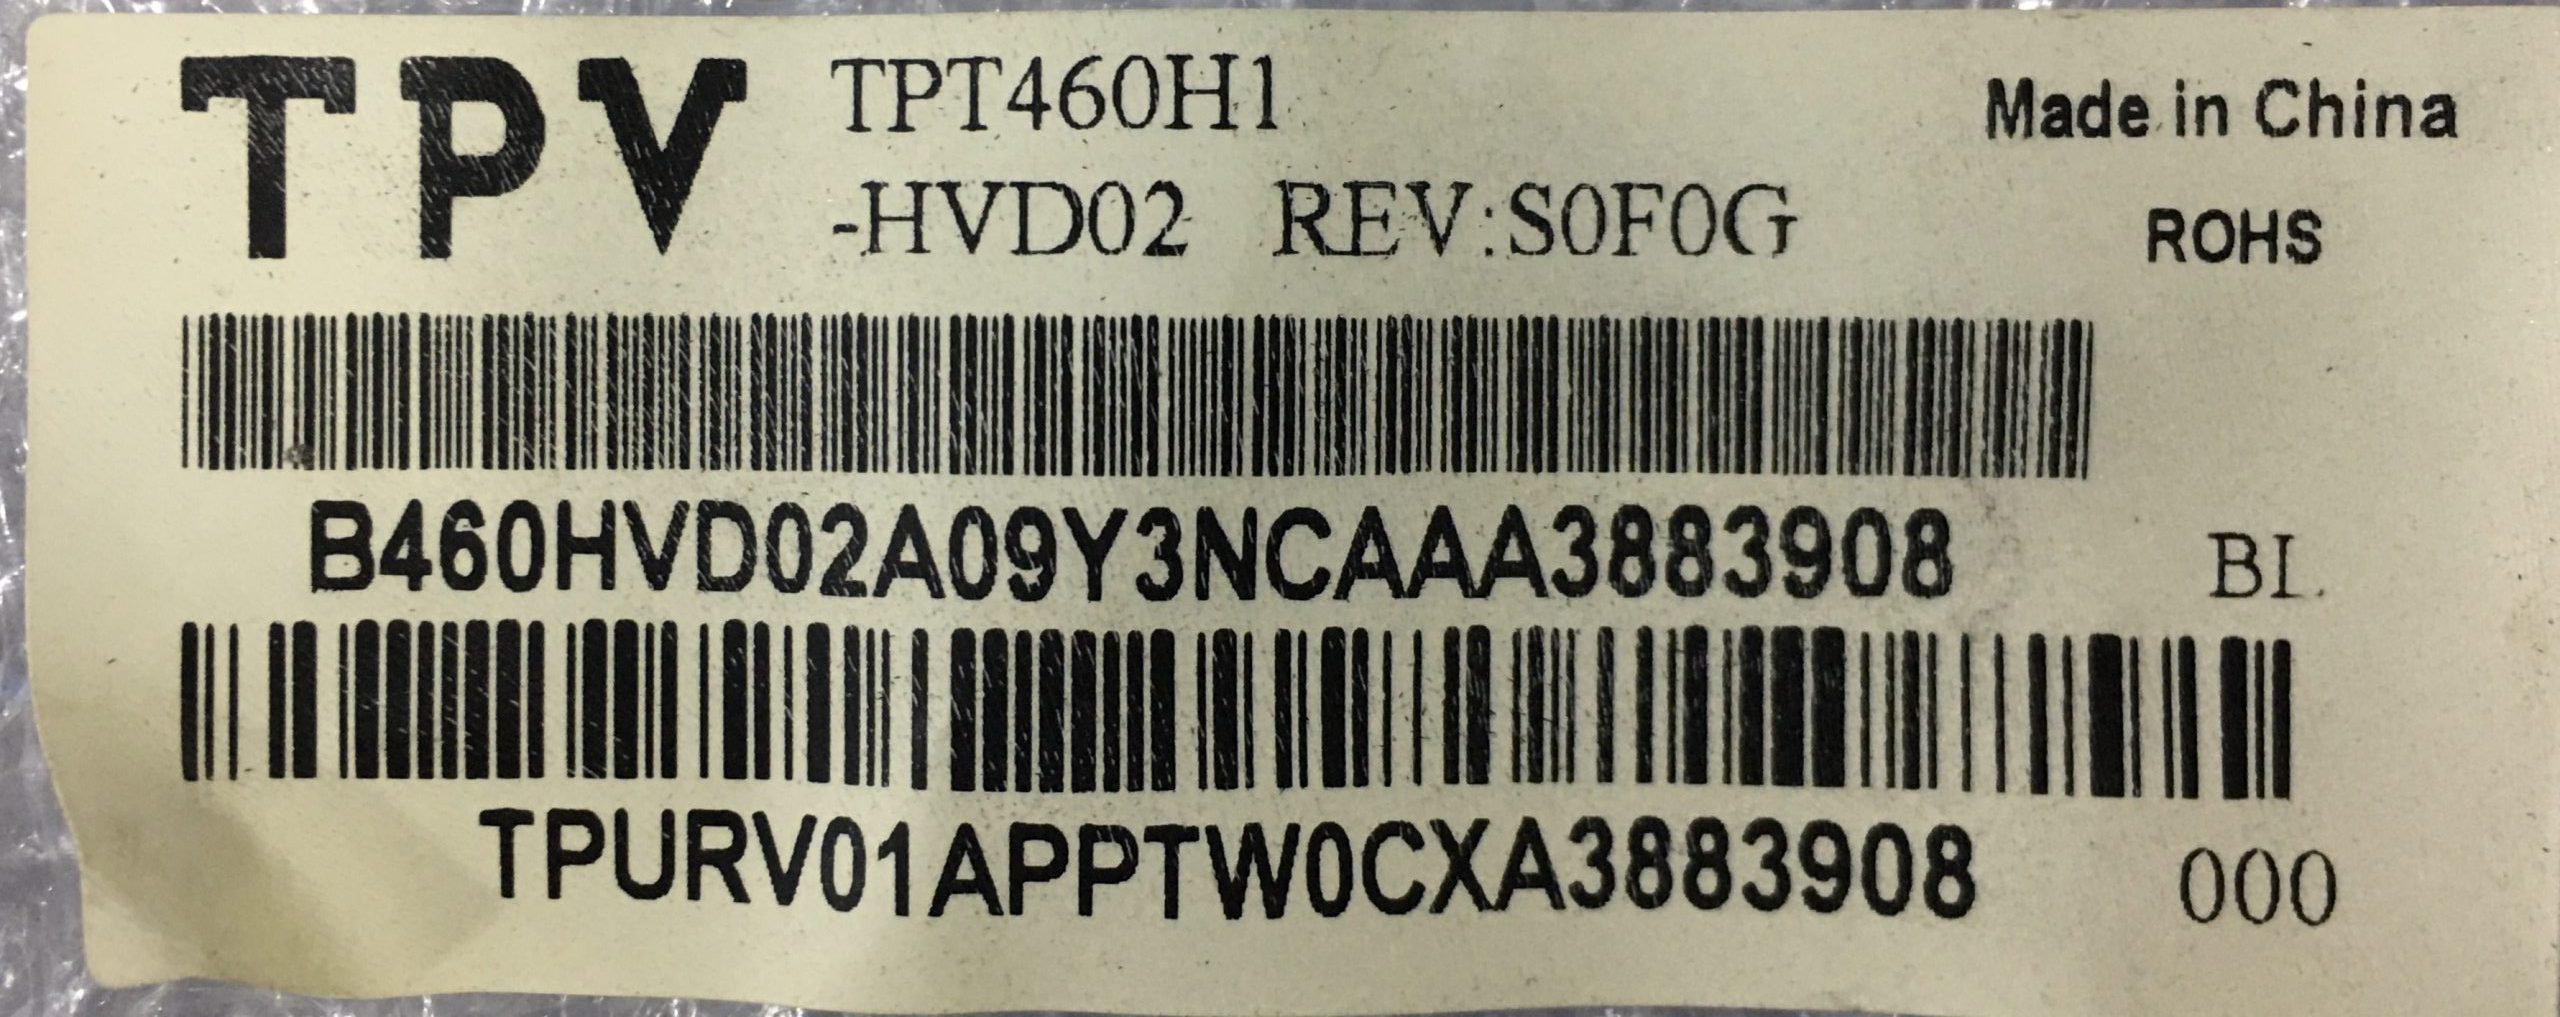 TPV TPT460H1 Made in China
-HVD02 REV:S0F0G ROHS
B460HVD02A09Y3NCAAA3883908 BL
TPURV01APPTW0CXA3883908 000